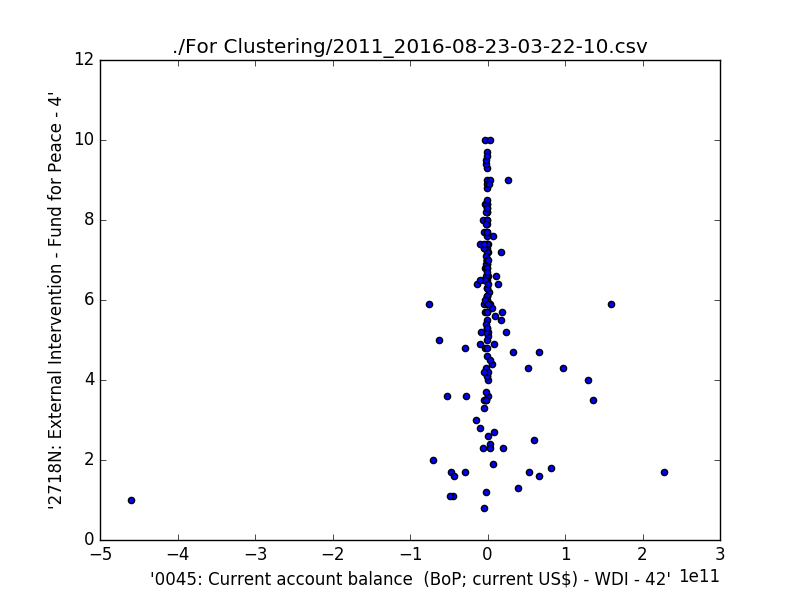 ./For Clustering/2011_2016-08-23-03-22-10.csv
12
10
8
6
4
2
0
'2718N: External Intervention - Fund for Peace - 4'
−5 −4 −3 −2 −1 0 1 2 3
1e11
'0045: Current account balance  (BoP; current US$) - WDI - 42'